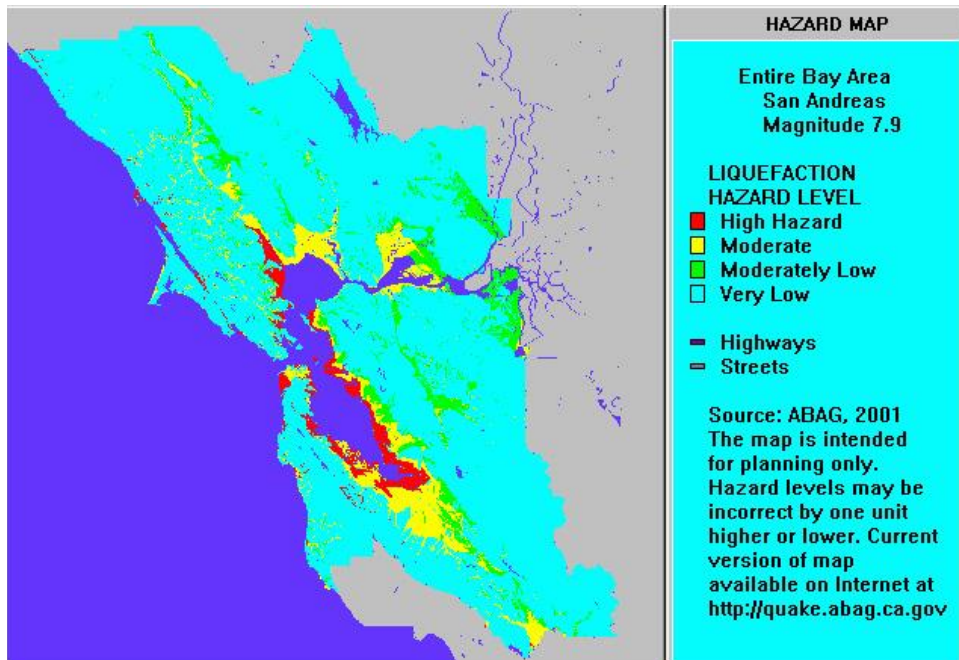 HAZARD MAP
Entire Bay Area
San Andreas
Magnitude 7.9
LIQUEFACTION
HAZARD LEVEL
High Hazard
Moderate
Moderately Low
Very Low
Highways
Streets
Source: ABAG, 2001
The map is intended
for planning only.
Hazard levels may be
incorrect by one unit
higher or lower. Current
version of map
available on Internet at
http://quake.abag.ca.gov